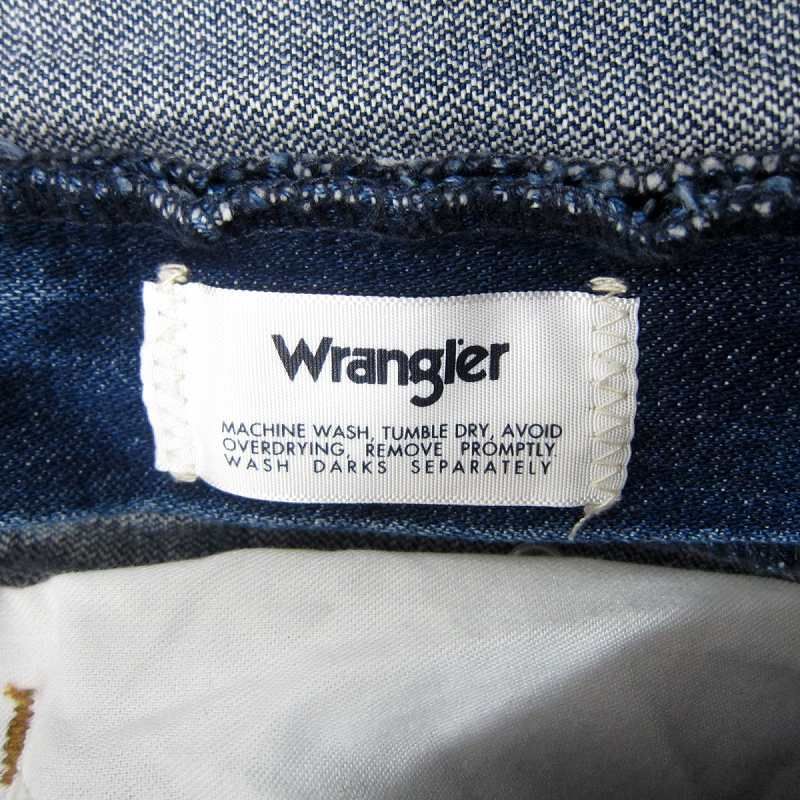 Wrangler
MACHINE WASH, TUMBLE DRY, AVOID
OVERDRYING, REMOVE PROMPTLY
WASH DARKS SEPARATELY